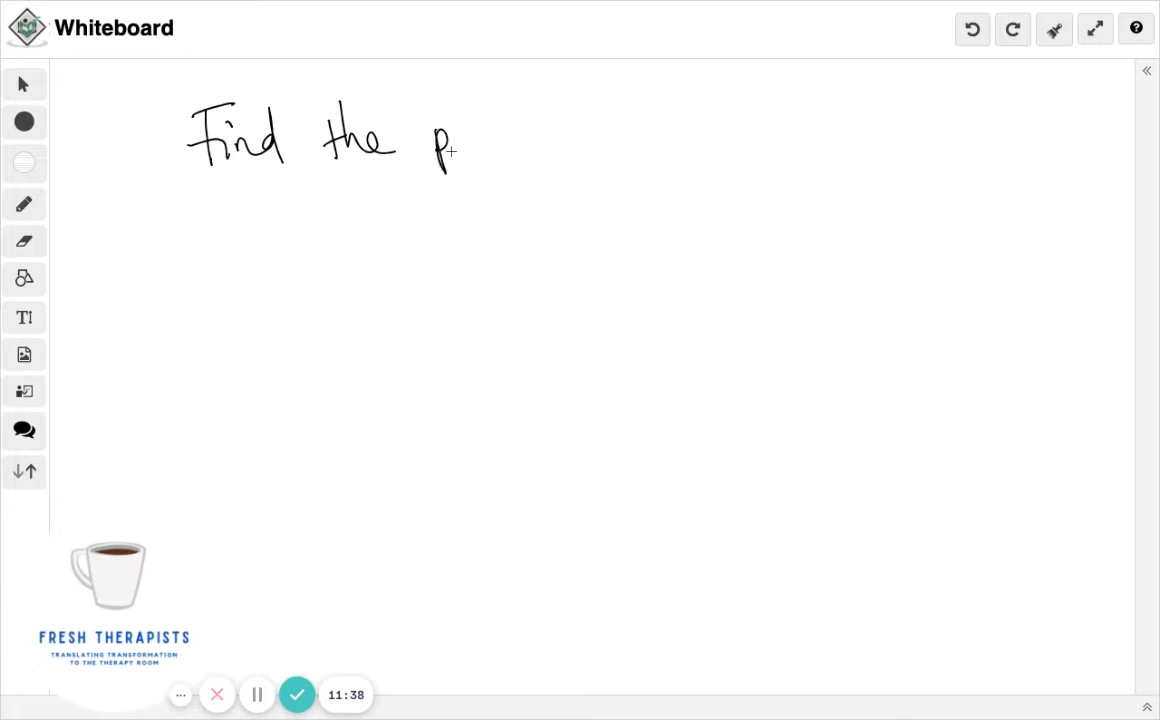 Whiteboard
Find the p
FRESH THERAPISTS
TRANSLATING TRANSFORMATION
TO THE THERAPY ROOM
11:38